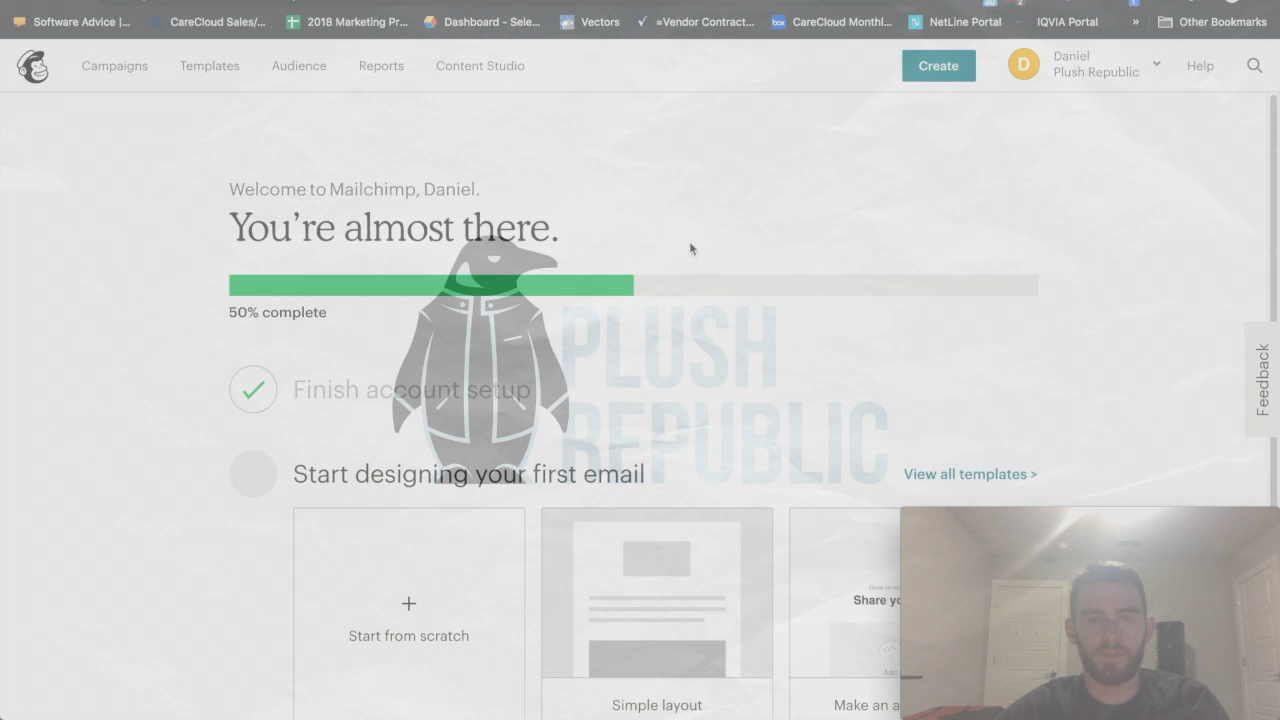 Software Advice |...
CareCloud Sales/...
2018 Marketing Pr...
Dashboard - Sele...
Vectors
=Vendor Contract...
CareCloud Monthl...
NetLine Portal
IQVIA Portal
»
Other Bookmarks
Campaigns
Templates
Audience
Reports
Content Studio
Create
D
Daniel
Plush Republic
Help
Welcome to Mailchimp, Daniel.
You're almost there.
50% complete
PLUSH
REPUBLIC
Finish account setup
Feedback
Start designing your first email
View all templates >
+
Start from scratch
Share yo
Add
Simple layout
Make an a